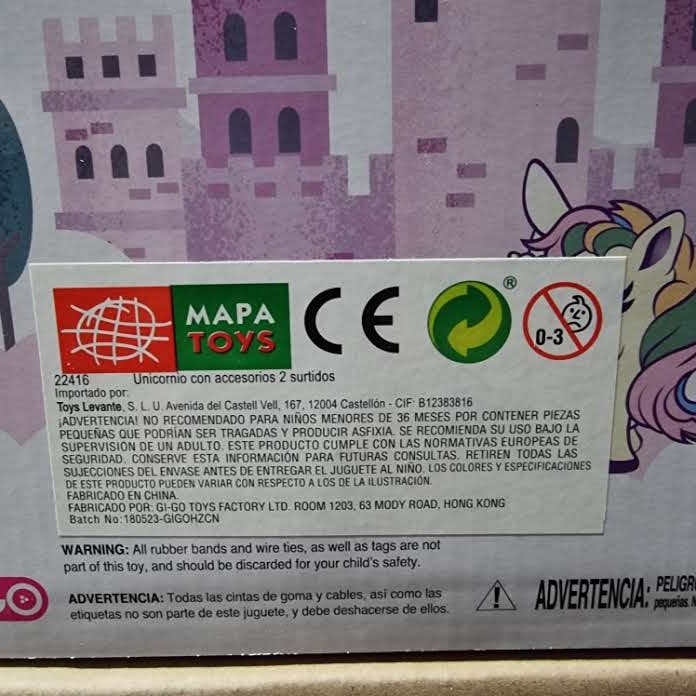 MAPA
TOYS
CE
®
0-3
22416 Unicornio con accesorios 2 surtidos
Importado por:
Toys Levante, S. L. U. Avenida del Castell Vell, 167, 12004 Castellón - CIF: B12383816
¡ADVERTENCIA! NO RECOMENDADO PARA NIÑOS MENORES DE 36 MESES POR CONTENER PIEZAS
PEQUEÑAS QUE PODRÍAN SER TRAGADAS Y PRODUCIR ASFIXIA. SE RECOMIENDA SU USO BAJO LA
SUPERVISIÓN DE UN ADULTO. ESTE PRODUCTO CUMPLE CON LAS NORMATIVAS EUROPEAS DE
SEGURIDAD. CONSERVE ESTA INFORMACIÓN PARA FUTURAS CONSULTAS. RETIREN TODAS LAS
SUJECCIONES DEL ENVASE ANTES DE ENTREGAR EL JUGUETE AL NIÑO. LOS COLORES Y ESPECIFICACIONES
DE ESTE PRODUCTO PUEDEN VARIAR CON RESPECTO A LOS DE LA ILUSTRACIÓN.
FABRICADO EN CHINA.
FABRICADO POR: GI-GO TOYS FACTORY LTD. ROOM 1203, 63 MODY ROAD, HONG KONG
Batch No:180523-GIGOHZCN
WARNING: All rubber bands and wire ties, as well as tags are not
part of this toy, and should be discarded for your child's safety.
ADVERTENCIA: Todas las cintas de goma y cables, así como las
etiquetas no son parte de este juguete, y debe deshacerse de ellos.
GO
ADVERTENCIA: PELIGR
pequeñas. N